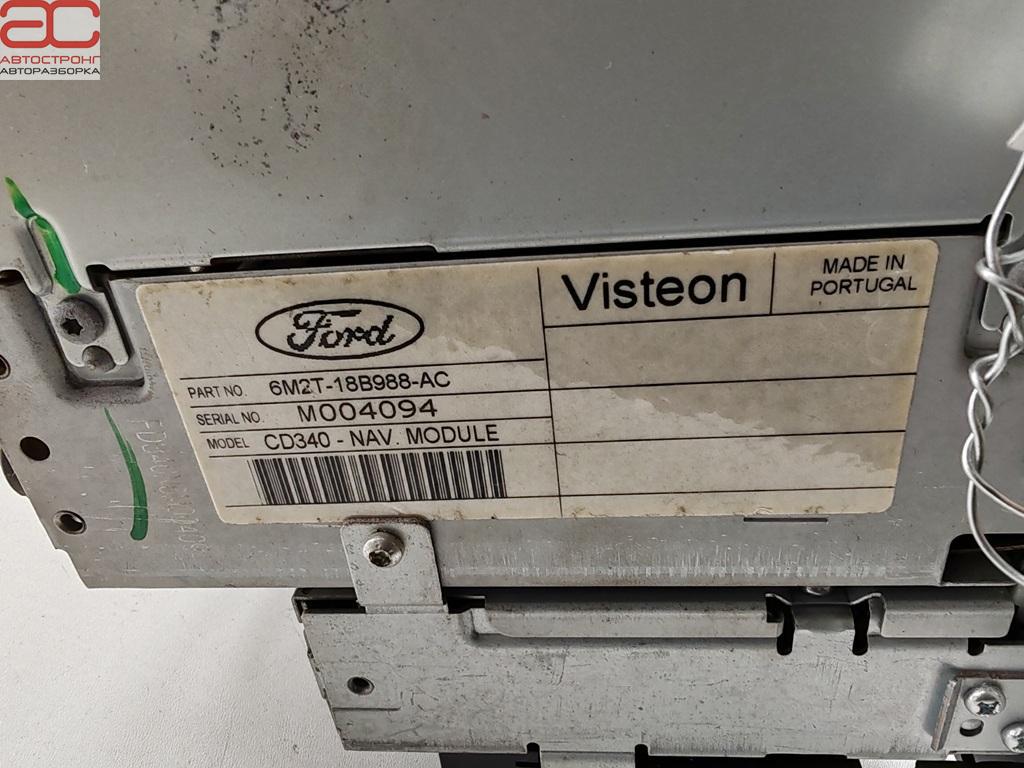 АС
АВТОСТРОНГ
АВТОРАЗБОРКА
Ford
Visteon
MADE IN
PORTUGAL
PART NO. 6M2T-18B988-AC
SERIAL NO. M004094
MODEL CD340 - NAV. MODULE